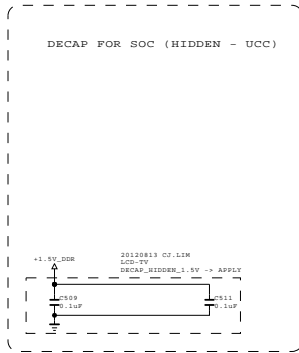 DECAP FOR SOC (HIDDEN - UCC)
20120813 CJ.LIM
LCD-TV
DECAP_HIDDEN_1.5V -> APPLY
+1.5V_DDR
C509
0.1uF
C511
0.1uF